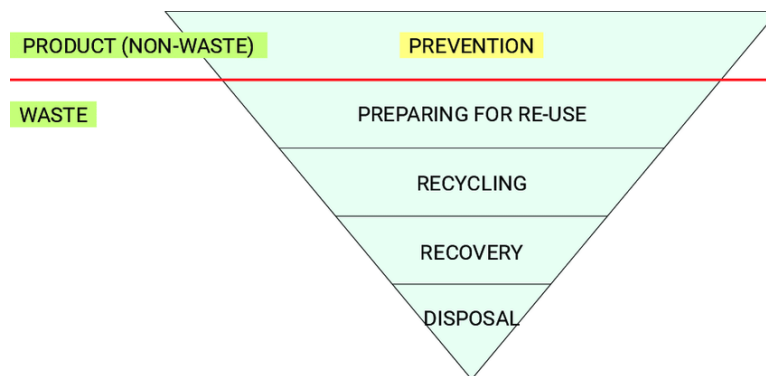 PRODUCT (NON-WASTE) PREVENTION
WASTE PREPARING FOR RE-USE
RECYCLING
RECOVERY
DISPOSAL